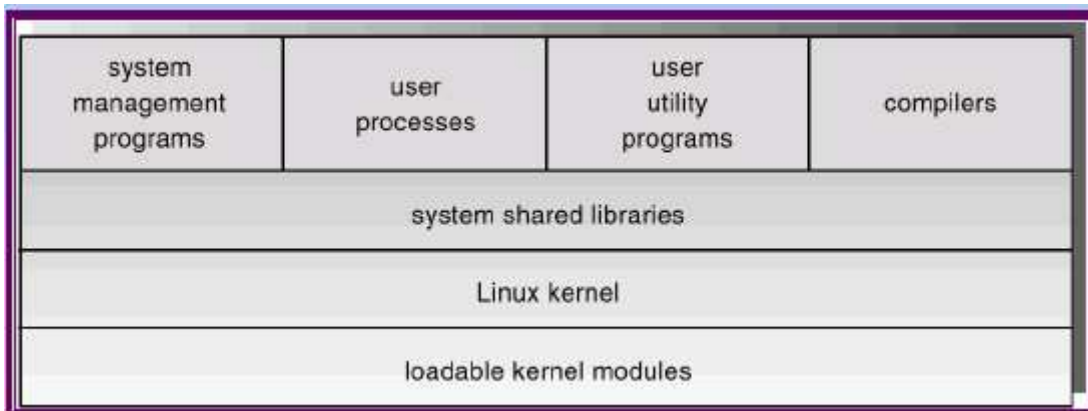 system
management
programs
user
processes
user
utility
programs
compilers
system shared libraries
Linux kernel
loadable kernel modules